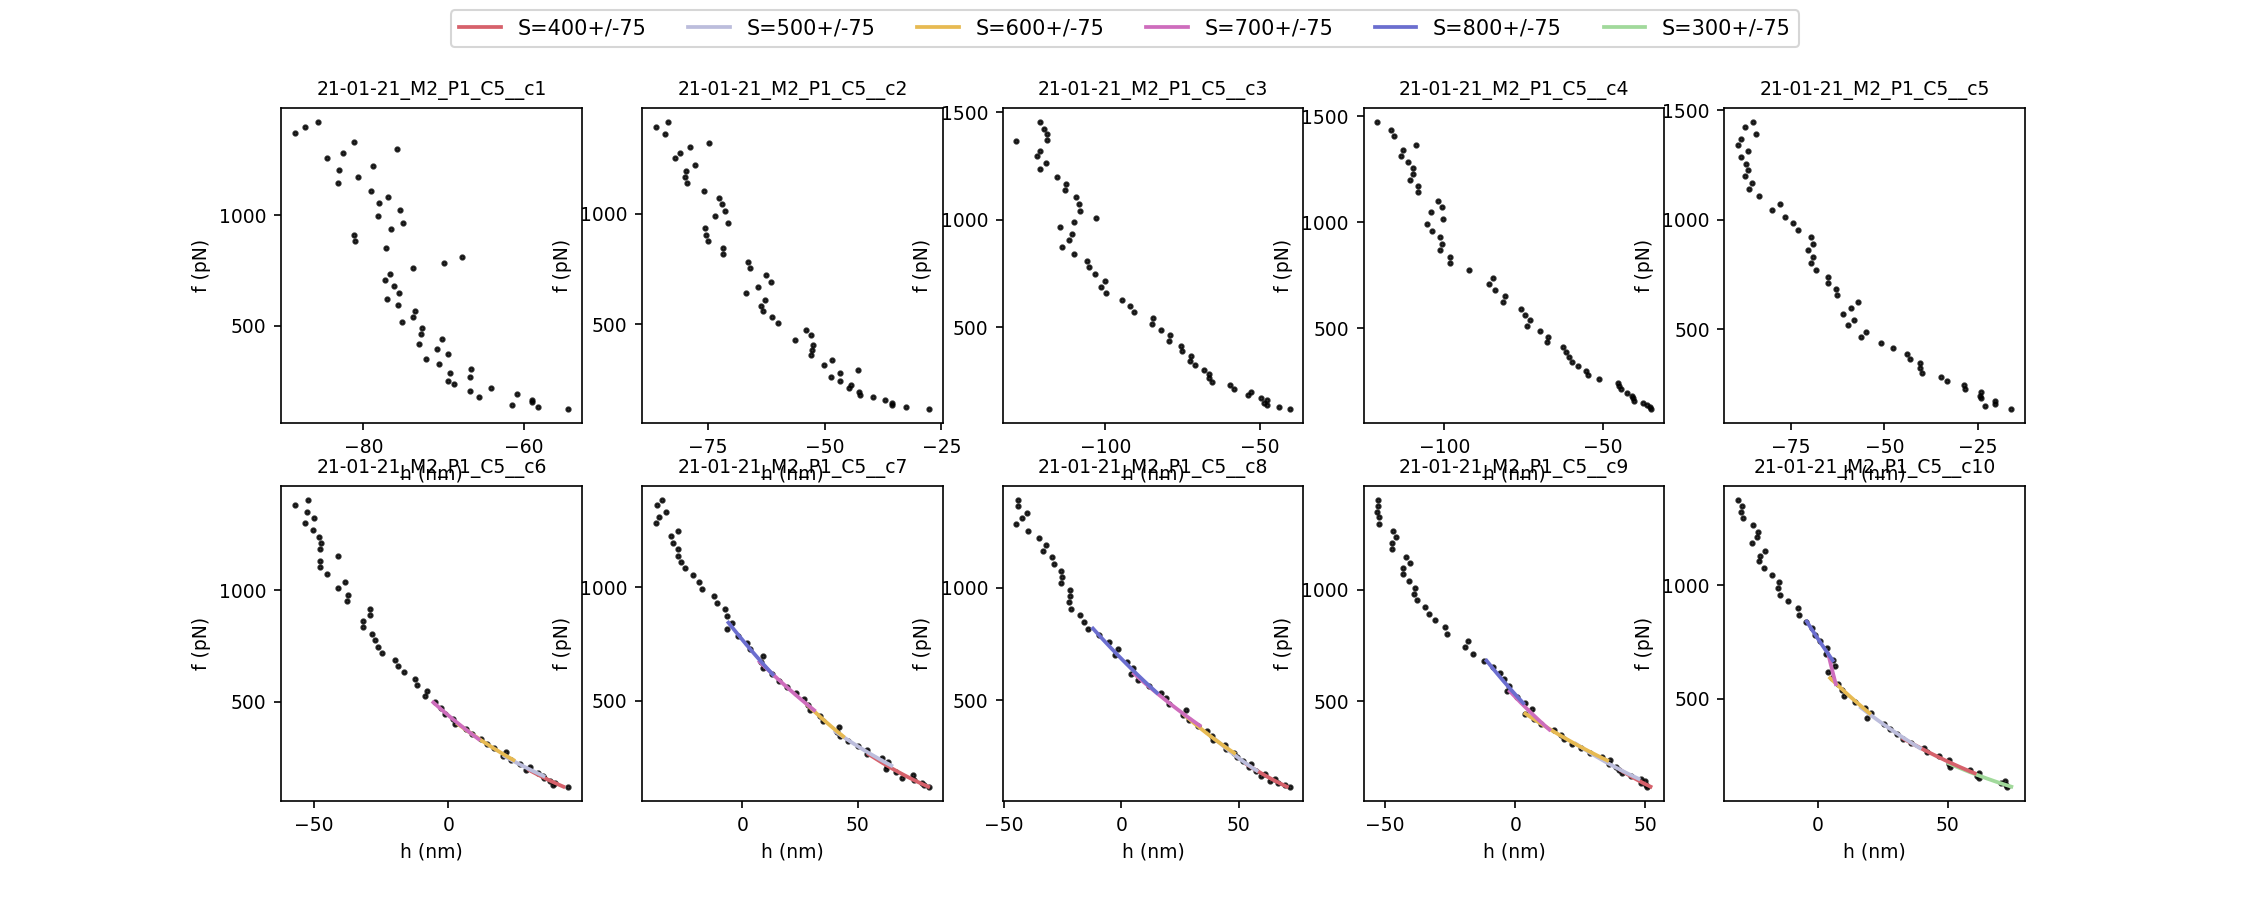 S=400+/-75 S=500+/-75 S=600+/-75 S=700+/-75 S=800+/-75 S=300+/-75
21-01-21_M2_P1_C5__c1 21-01-21_M2_P1_C5__c2 21-01-21_M2_P1_C5__c3 21-01-21_M2_P1_C5__c4 21-01-21_M2_P1_C5__c5
f (pN) f (pN) f (pN) f (pN) f (pN)
1000 1000 1500 1500 1500
500 500 1000 1000 1000
500 500 500
−80 −60 −75 −50 −25 −100 −50 −100 −50 −75 −50 −25
h (nm) h (nm) h (nm) h (nm) h (nm)
21-01-21_M2_P1_C5__c6 21-01-21_M2_P1_C5__c7 21-01-21_M2_P1_C5__c8 21-01-21_M2_P1_C5__c9 21-01-21_M2_P1_C5__c10
f (pN) f (pN) f (pN) f (pN) f (pN)
1000 1000 1000 1000 1000
500 500 500 500 500
−50 0 0 50 −50 0 50 −50 0 50 0 50
h (nm) h (nm) h (nm) h (nm) h (nm)